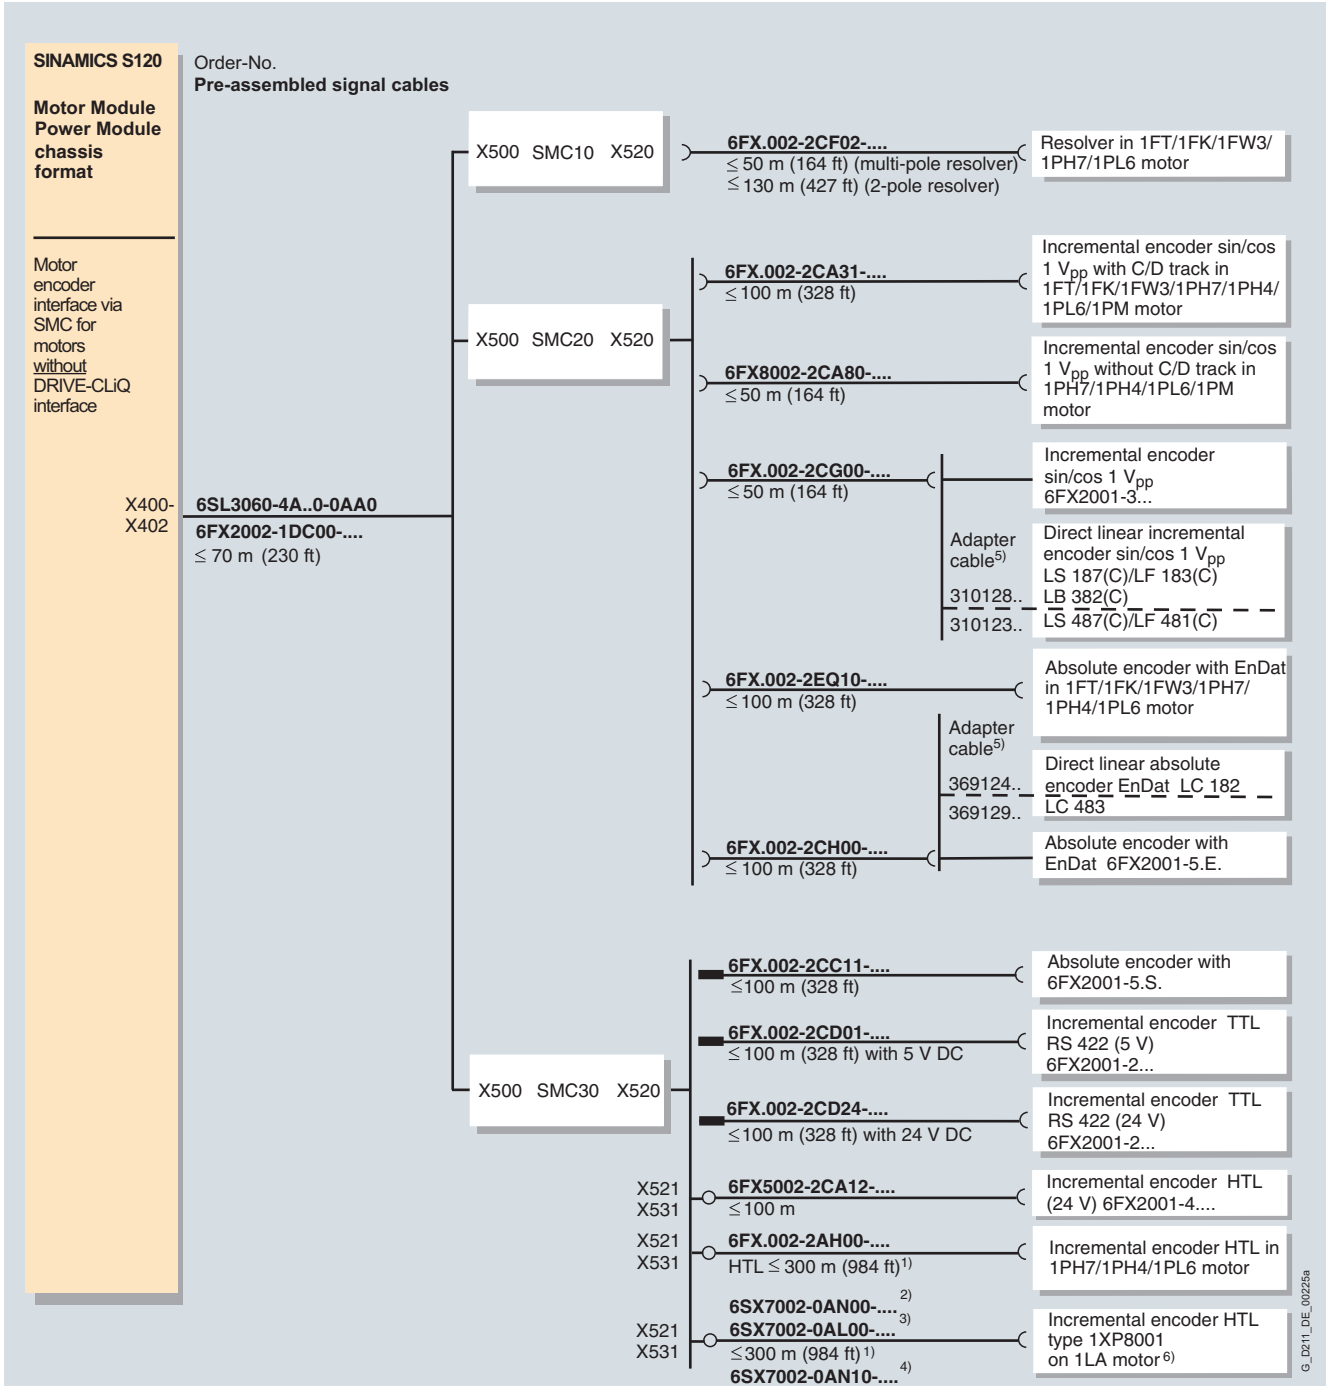 SINAMICS S120
Motor Module
Power Module
chassis
format
Motor
encoder
interface via
SMC for
motors
without
DRIVE-CLiQ
interface
X400-
X402
Order-No.
Pre-assembled signal cables
6SL3060-4A..0-0AA0
6FX2002-1DC00-....
≤ 70 m (230 ft)
X500 SMC10 X520
6FX.002-2CF02-....
≤ 50 m (164 ft) (multi-pole resolver)
≤ 130 m (427 ft) (2-pole resolver)
Resolver in 1FT/1FK/1FW3/
1PH7/1PL6 motor
X500 SMC20 X520
6FX.002-2CA31-....
≤ 100 m (328 ft)
Incremental encoder sin/cos
1 Vpp with C/D track in
1FT/1FK/1FW3/1PH7/1PH4/
1PL6/1PM motor
6FX8002-2CA80-....
≤ 50 m (164 ft)
Incremental encoder sin/cos
1 Vpp without C/D track in
1PH7/1PH4/1PL6/1PM
motor
6FX.002-2CG00-....
≤ 50 m (164 ft)
Incremental encoder
sin/cos 1 Vpp
6FX2001-3...
Adapter
cable5)
310128..
310123..
Direct linear incremental
encoder sin/cos 1 Vpp
LS 187(C)/LF 183(C)
LB 382(C)
LS 487(C)/LF 481(C)
6FX.002-2EQ10-....
≤ 100 m (328 ft)
Absolute encoder with EnDat
in 1FT/1FK/1FW3/1PH7/
1PH4/1PL6 motor
Adapter
cable5)
369124..
369129..
Direct linear absolute
encoder EnDat LC 182
LC 483
6FX.002-2CH00-....
≤ 100 m (328 ft)
Absolute encoder with
EnDat 6FX2001-5.E.
X500 SMC30 X520
6FX.002-2CC11-....
≤100 m (328 ft)
Absolute encoder with
6FX2001-5.S.
6FX.002-2CD01-....
≤ 100 m (328 ft) with 5 V DC
Incremental encoder TTL
RS 422 (5 V)
6FX2001-2...
6FX.002-2CD24-....
≤100 m (328 ft) with 24 V DC
Incremental encoder TTL
RS 422 (24 V)
6FX2001-2...
X521
X531
6FX5002-2CA12-....
≤ 100 m
Incremental encoder HTL
(24 V) 6FX2001-4....
X521
X531
6FX.002-2AH00-....
HTL ≤ 300 m (984 ft)1)
Incremental encoder HTL in
1PH7/1PH4/1PL6 motor
X521
X531
6SX7002-0AN00-.... 2)
6SX7002-0AL00-.... 3)
≤300 m (984 ft)1)
6SX7002-0AN10-.... 4)
Incremental encoder HTL
type 1XP8001
on 1LA motor6)
G_D211_DE_00225a